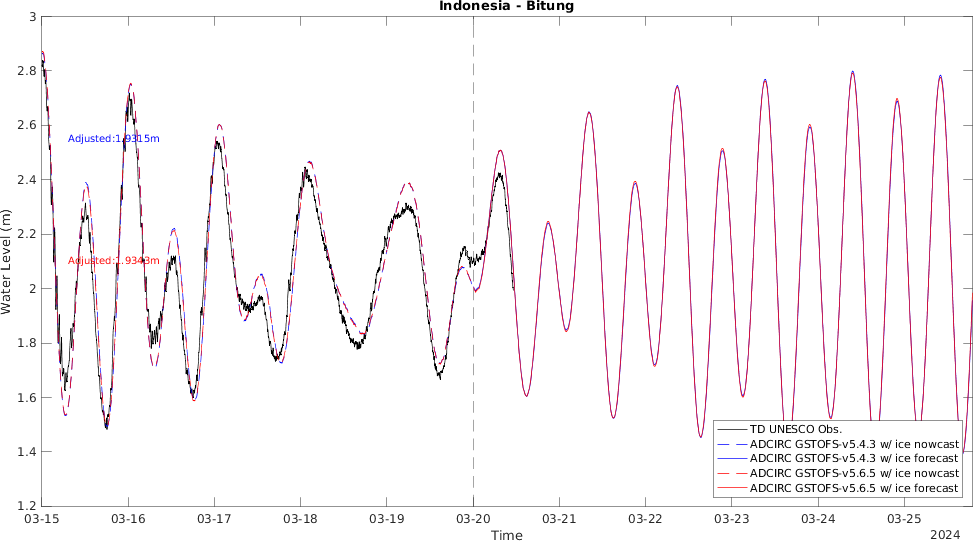 Indonesia - Bitung
Water Level (m)
3
2.8
2.6
2.4
2.2
2
1.8
1.6
1.4
1.2
Adjusted:1.9315m
Adjusted:1.9343m
TD UNESCO Obs.
ADCIRC GSTOFS-v5.4.3 w/ ice nowcast
ADCIRC GSTOFS-v5.4.3 w/ ice forecast
ADCIRC GSTOFS-v5.6.5 w/ ice nowcast
ADCIRC GSTOFS-v5.6.5 w/ ice forecast
03-15 03-16 03-17 03-18 03-19 03-20 03-21 03-22 03-23 03-24 03-25
Time
2024